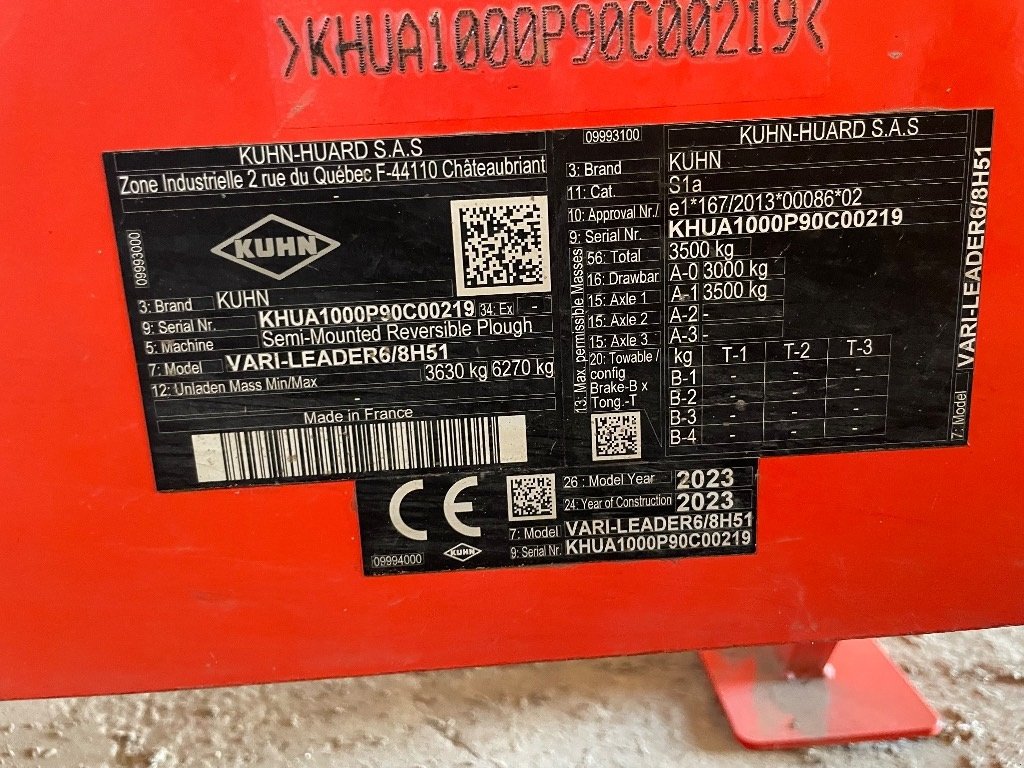 >KHUA1000P90C00219<
KUHN-HUARD S.A.S
Zone Industrielle 2 rue du Québec F-44110 Châteaubriant
-
KUHN
09993000
3: Brand KUHN
9: Serial Nr. KHUA1000P90C00219 34: Ex -
5: Machine Semi-Mounted Reversible Plough
7: Model VARI-LEADER6/8H51
12: Unladen Mass Min/Max 3630 kg 6270 kg
-
Made in France
09993100 KUHN-HUARD S.A.S
3: Brand KUHN
11: Cat. S1a
10: Approval Nr./ e1*167/2013*00086*02
9: Serial Nr. KHUA1000P90C00219
13: Max. permissible Masses
56: Total 3500 kg
16: Drawbar A-0 3000 kg
15: Axle 1 A-1 3500 kg
15: Axle 2 A-2 -
15: Axle 3 A-3 -
20: Towable / config Brake-B x Tong.-T
kg T-1 T-2 T-3
B-1 - - -
B-2 - - -
B-3 - - -
B-4 - - -
7: Model VARI-LEADER6/8H51
CE
26 : Model Year 2023
24: Year of Construction 2023
7: Model VARI-LEADER6/8H51
9: Serial Nr. KHUA1000P90C00219
09994000 KUHN